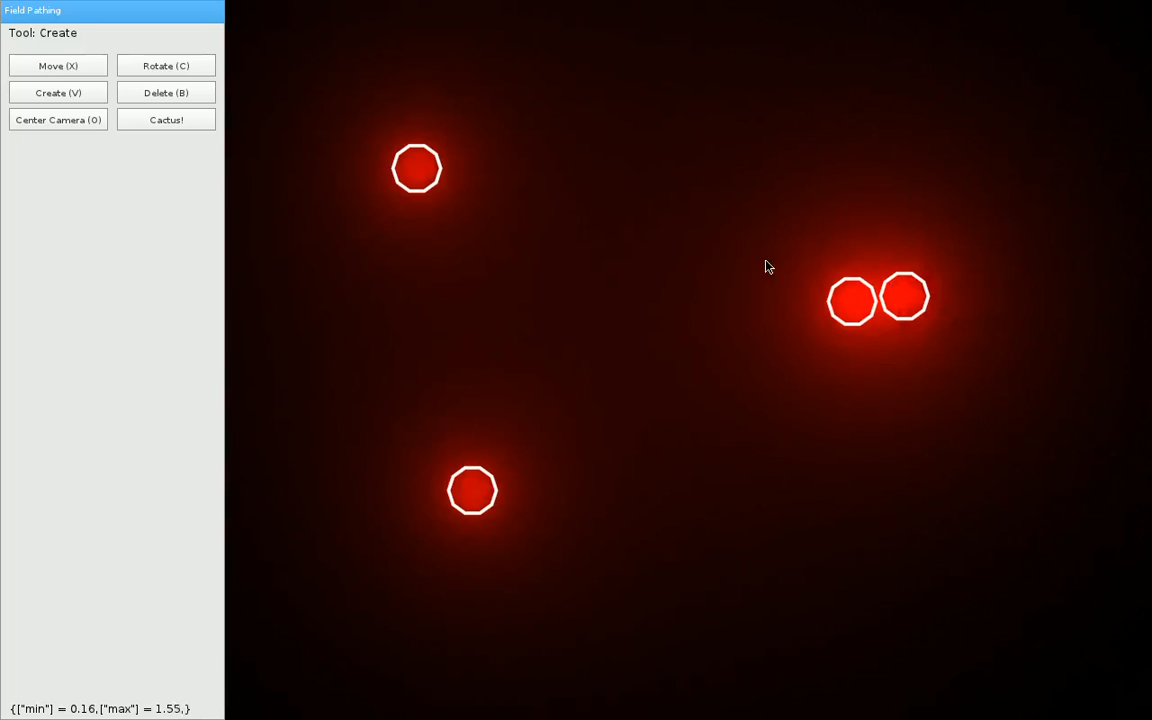 Field Pathing
Tool: Create
Move (X)
Rotate (C)
Create (V)
Delete (B)
Center Camera (0)
Cactus!
{["min"] = 0.16,["max"] = 1.55,}